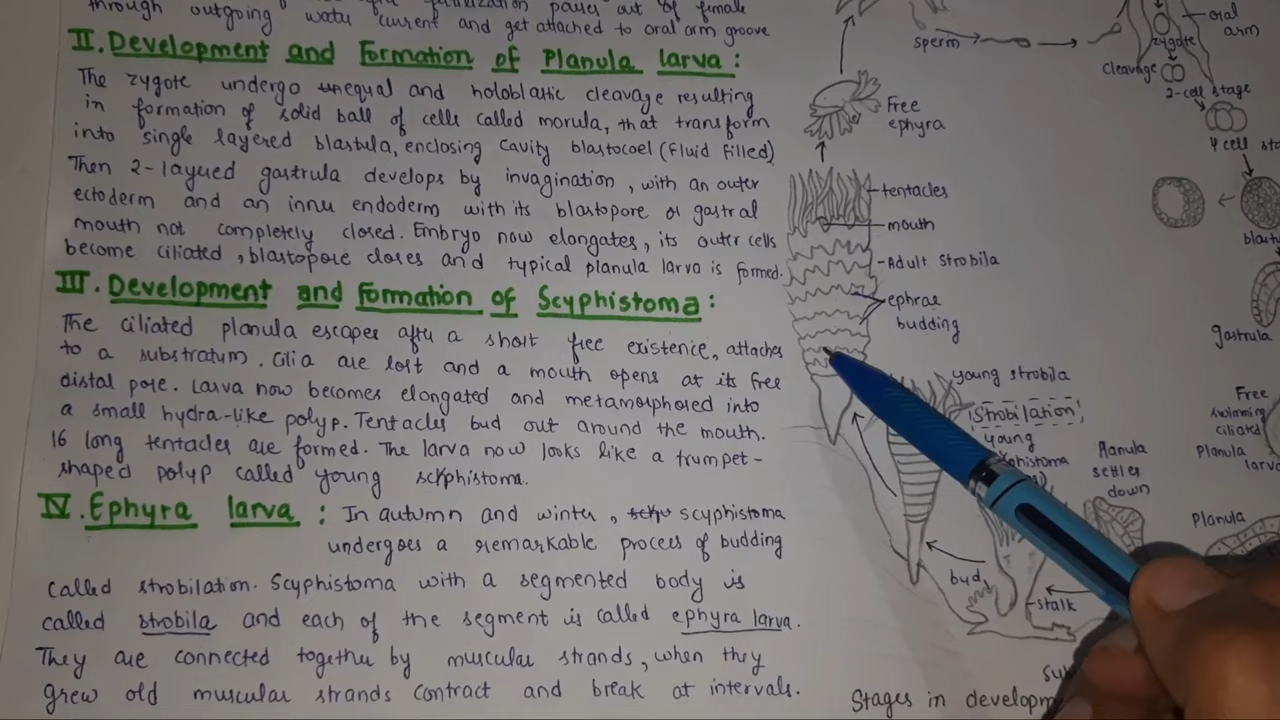 through outgoing water current and get attached to oral arm groove
II. Development and Formation of Planula larva :
The zygote undergo unequal and holoblastic cleavage resulting
in formation of solid ball of cells called morula, that transform
into single layered blastula, enclosing cavity blastocoel (fluid filled)
Then 2-layered gastrula develops by invagination, with an outer
ectoderm and an inner endoderm with its blastopore or gastral
mouth not completely closed. Embryo now elongates, its outer cells
become ciliated, blastopore closes and typical planula larva is formed.
III. Development and Formation of Scyphistoma :
The ciliated planula escapes after a short free existence, attaches
to a substratum. Cilia are lost and a mouth opens at its free
distal pole. Larva now becomes elongated and metamorphosed into
a small hydra-like polyp. Tentacles bud out around the mouth.
16 long tentacles are formed. The larva now looks like a trumpet-
shaped polyp called young scyphistoma.
IV. Ephyra larva : In autumn and winter, scyphistoma
undergoes a remarkable process of budding
called strobilation. Scyphistoma with a segmented body is
called strobila and each of the segment is called ephyra larva.
They are connected together by muscular strands, when they
grew old muscular strands contract and break at intervals.
sperm
oral
arm
zygote
Cleavage
2-cell stage
4 cell
Free
ephyra
tentacles
mouth
Adult Strobila
ephrae
budding
gastrula
young strobila
Strobilation
young
Planula
settles
down
Free
swimming
ciliated
Planula
Planula
bud
stalk
Stages in